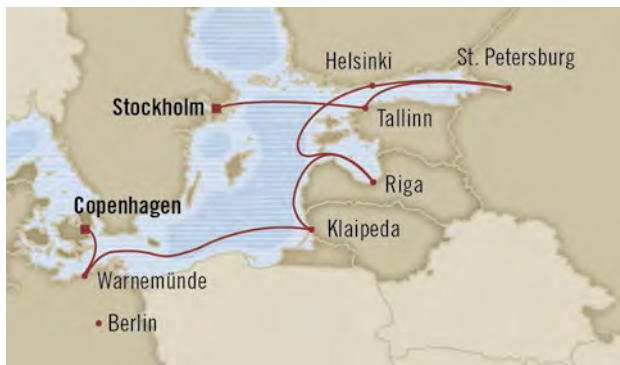 Helsinki
St. Petersburg
Stockholm
Tallinn
Riga
Copenhagen
Klaipeda
Warnemünde
Berlin